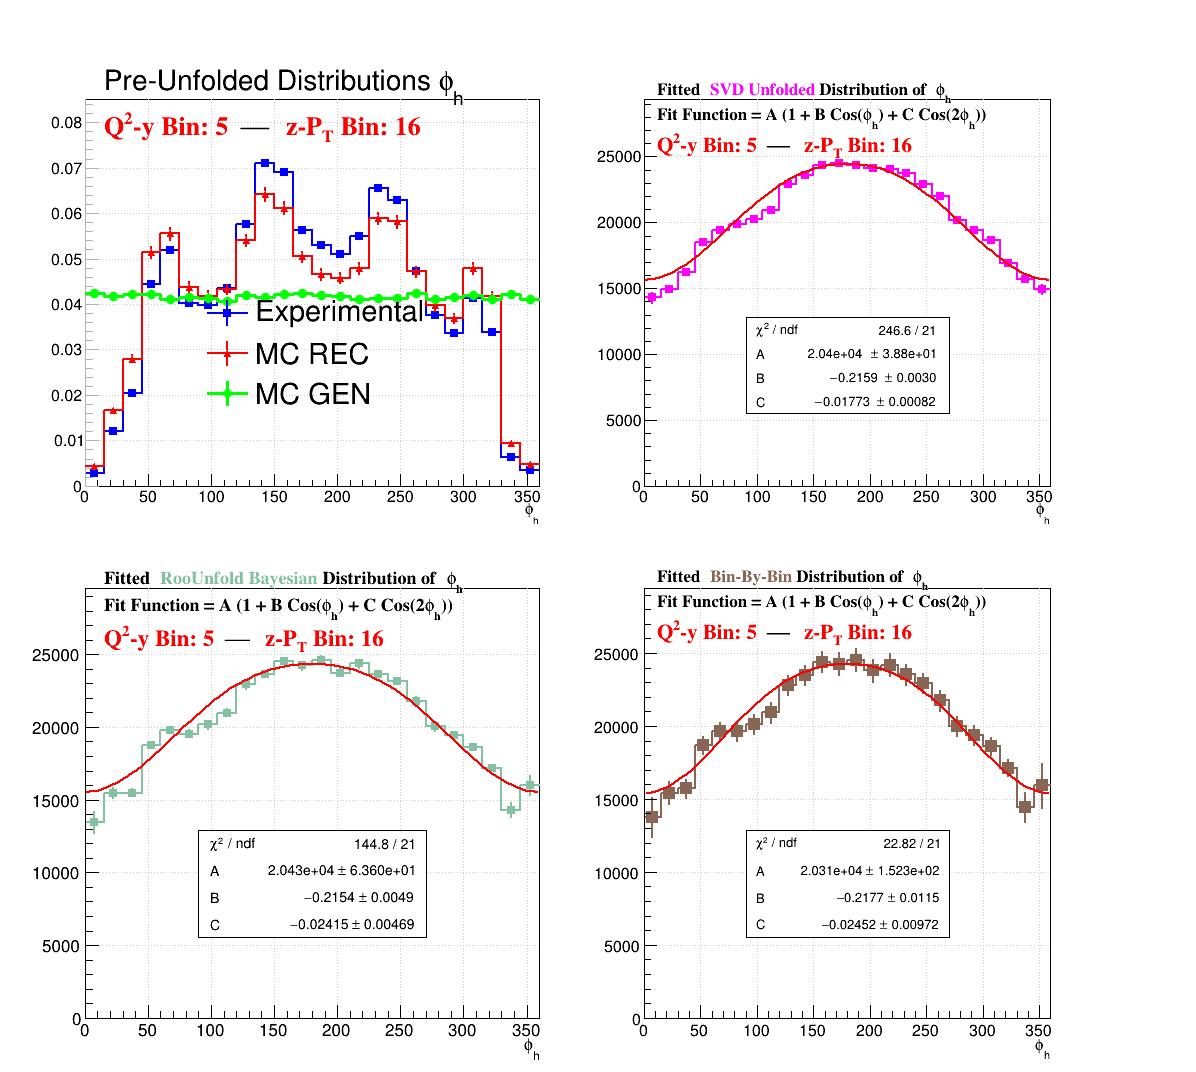 Pre-Unfolded Distributions ϕh
Q²-y Bin: 5 — z-PT Bin: 16
0.08
0.07
0.06
0.05
0.04
0.03
0.02
0.01
0
Experimental
MC REC
MC GEN
0 50 100 150 200 250 300 350
ϕh
Fitted SVD Unfolded Distribution of ϕh
Fit Function = A (1 + B Cos(ϕh) + C Cos(2ϕh))
Q²-y Bin: 5 — z-PT Bin: 16
25000
20000
15000
10000
5000
0
χ² / ndf 246.6 / 21
A 2.04e+04 ± 3.88e+01
B −0.2159 ± 0.0030
C −0.01773 ± 0.00082
0 50 100 150 200 250 300 350
ϕh
Fitted RooUnfold Bayesian Distribution of ϕh
Fit Function = A (1 + B Cos(ϕh) + C Cos(2ϕh))
Q²-y Bin: 5 — z-PT Bin: 16
25000
20000
15000
10000
5000
0
χ² / ndf 144.8 / 21
A 2.043e+04 ± 6.360e+01
B −0.2154 ± 0.0049
C −0.02415 ± 0.00469
0 50 100 150 200 250 300 350
ϕh
Fitted Bin-By-Bin Distribution of ϕh
Fit Function = A (1 + B Cos(ϕh) + C Cos(2ϕh))
Q²-y Bin: 5 — z-PT Bin: 16
25000
20000
15000
10000
5000
0
χ² / ndf 22.82 / 21
A 2.031e+04 ± 1.523e+02
B −0.2177 ± 0.0115
C −0.02452 ± 0.00972
0 50 100 150 200 250 300 350
ϕh